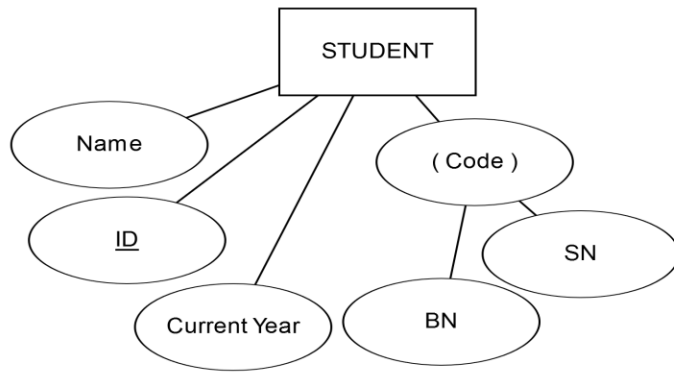 STUDENT
Name
( Code )
ID
SN
Current Year
BN